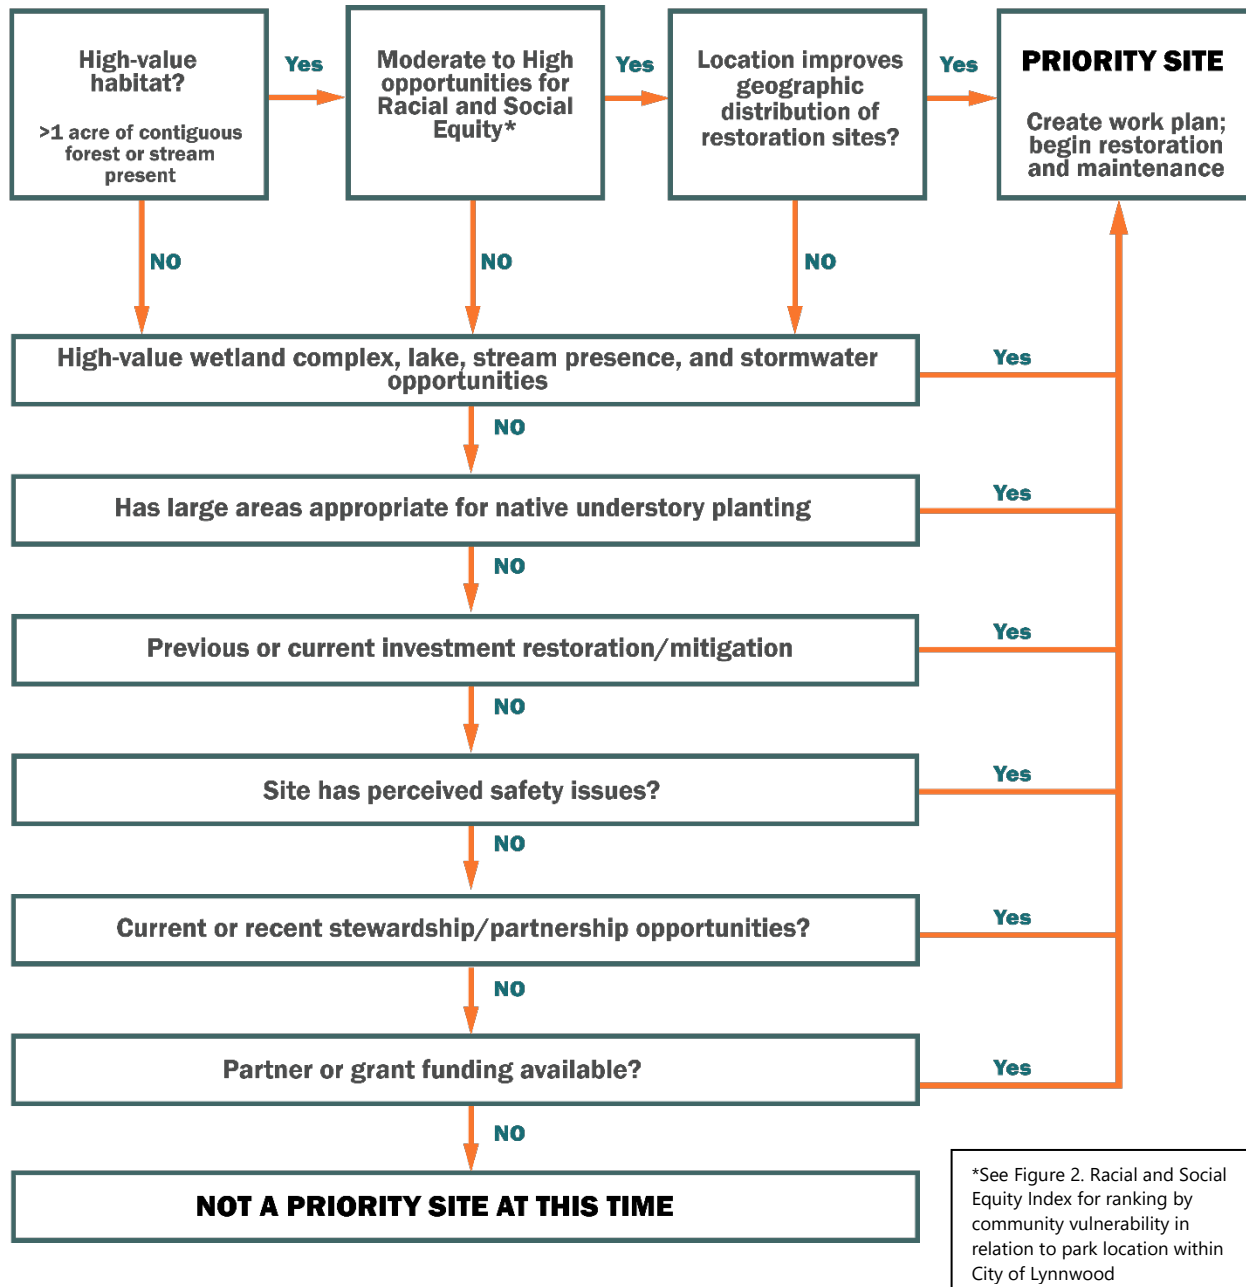 High-value
habitat?
>1 acre of contiguous
forest or stream
present
Yes
Moderate to High
opportunities for
Racial and Social
Equity*
Yes
Location improves
geographic
distribution of
restoration sites?
Yes
PRIORITY SITE
Create work plan;
begin restoration
and maintenance
NO
NO
NO
High-value wetland complex, lake, stream presence, and stormwater
opportunities
Yes
NO
Has large areas appropriate for native understory planting
Yes
NO
Previous or current investment restoration/mitigation
Yes
NO
Site has perceived safety issues?
Yes
NO
Current or recent stewardship/partnership opportunities?
Yes
NO
Partner or grant funding available?
Yes
NO
NOT A PRIORITY SITE AT THIS TIME
*See Figure 2. Racial and Social
Equity Index for ranking by
community vulnerability in
relation to park location within
City of Lynnwood